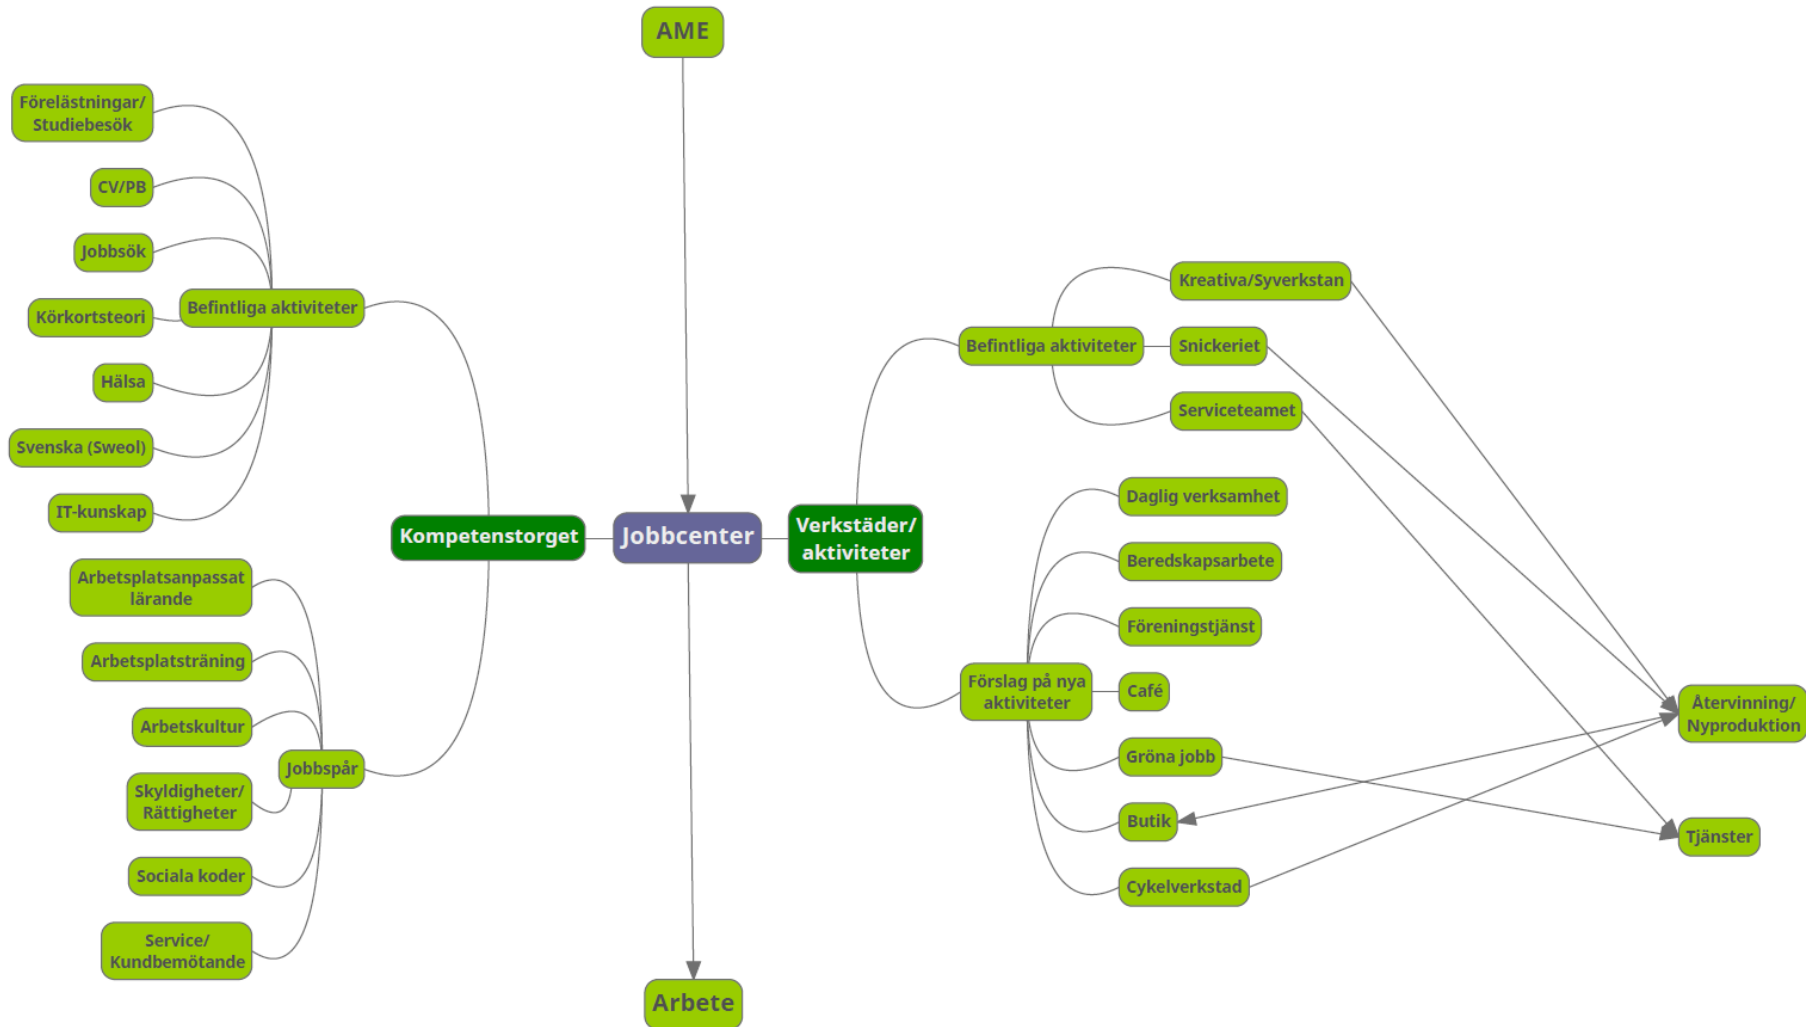 AME
Förelästningar/
Studiebesök
CV/PB
Jobbsök
Körkortsteori
Hälsa
Svenska (Sweol)
IT-kunskap
Befintliga aktiviteter
Arbetsplatsanpassat
lärande
Arbetsplatsträning
Arbetskultur
Skyldigheter/
Rättigheter
Sociala koder
Service/
Kundbemötande
Jobbspår
Kompetenstorget
Jobbcenter
Verkstäder/
aktiviteter
Befintliga aktiviteter
Kreativa/Syverkstan
Snickeriet
Serviceteamet
Förslag på nya
aktiviteter
Daglig verksamhet
Beredskapsarbete
Föreningstjänst
Café
Gröna jobb
Butik
Cykelverkstad
Återvinning/
Nyproduktion
Tjänster
Arbete